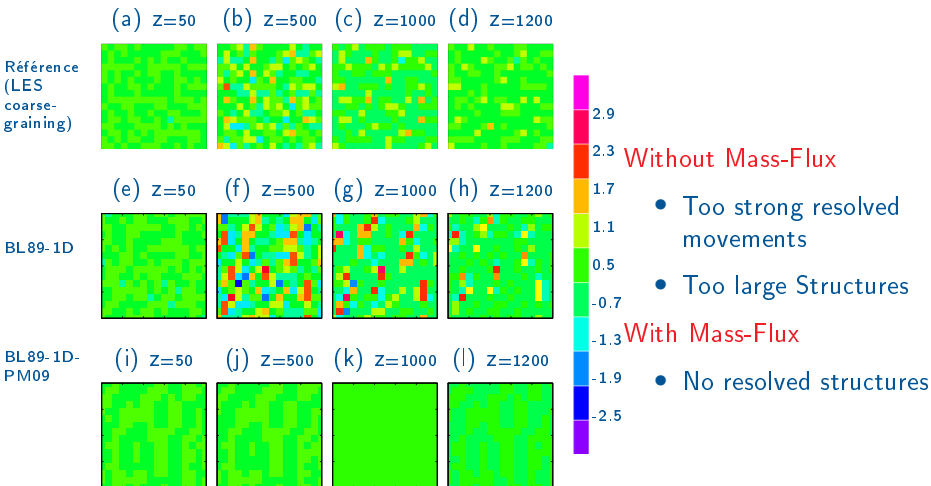 (a) z=50 (b) z=500 (c) z=1000 (d) z=1200
Référence
(LES
coarse-
graining)
(e) z=50 (f) z=500 (g) z=1000 (h) z=1200
BL89-1D
(i) z=50 (j) z=500 (k) z=1000 (l) z=1200
BL89-1D-
PM09
2.9
2.3
1.7
1.1
0.5
-0.7
-1.3
-1.9
-2.5
Without Mass-Flux
• Too strong resolved
movements
• Too large Structures
With Mass-Flux
• No resolved structures